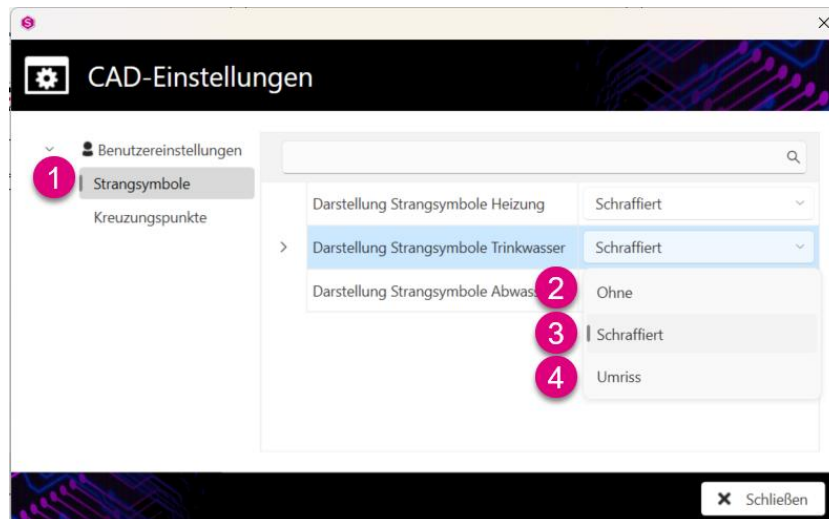 S
CAD-Einstellungen
Benutzereinstellungen
1 Strangsymbole
Kreuzungspunkte
Darstellung Strangsymbole Heizung Schraffiert
Darstellung Strangsymbole Trinkwasser Schraffiert
Darstellung Strangsymbole 2 Ohne
3 Schraffiert
4 Umriss
Schließen